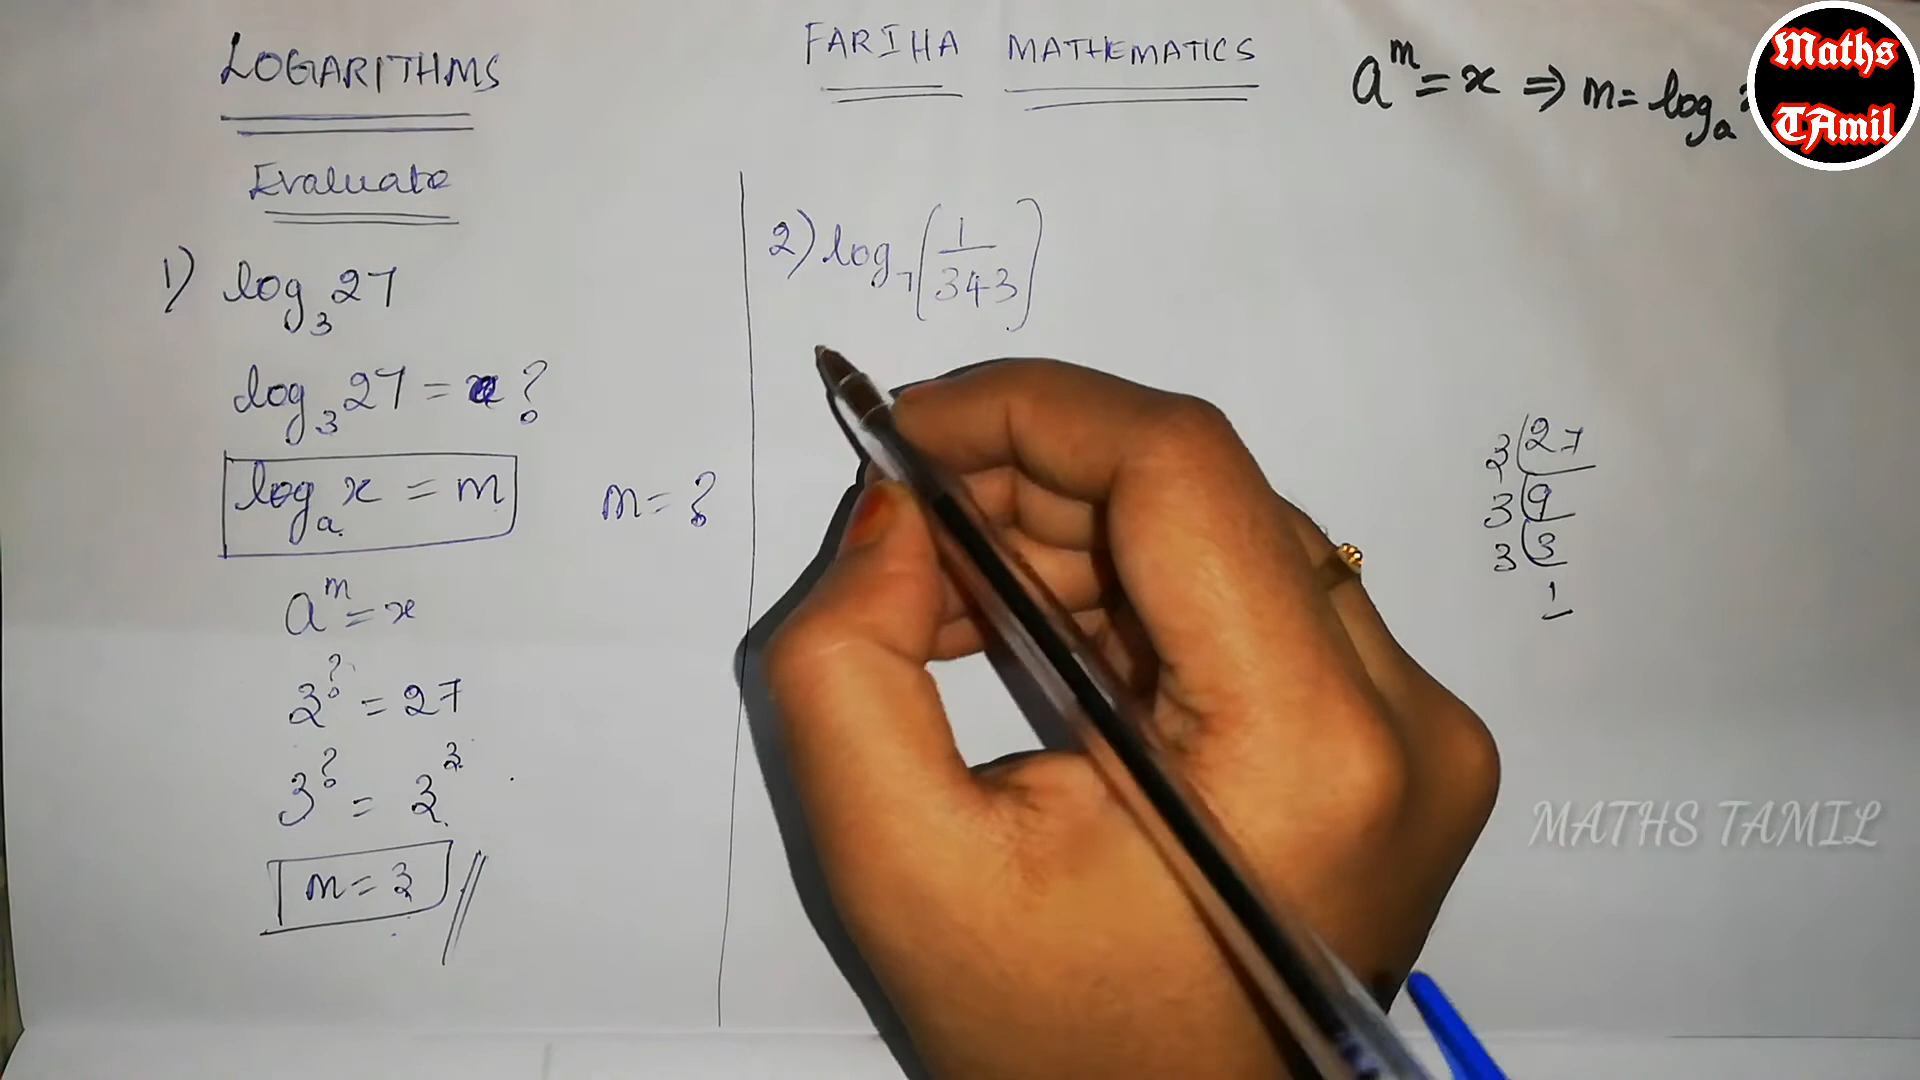 LOGARITHMS
FARIHA MATHEMATICS
a^m = x ⇒ m = log_a
Maths
TAmil
Evaluate
1) log_3 27
log_3 27 = ?
log_a x = m
m = ?
a^m = x
3^? = 27
3^? = 3^3
m = 3
2) log_7 (1/343)
3 27
3 9
3 3
1
MATHS TAMIL